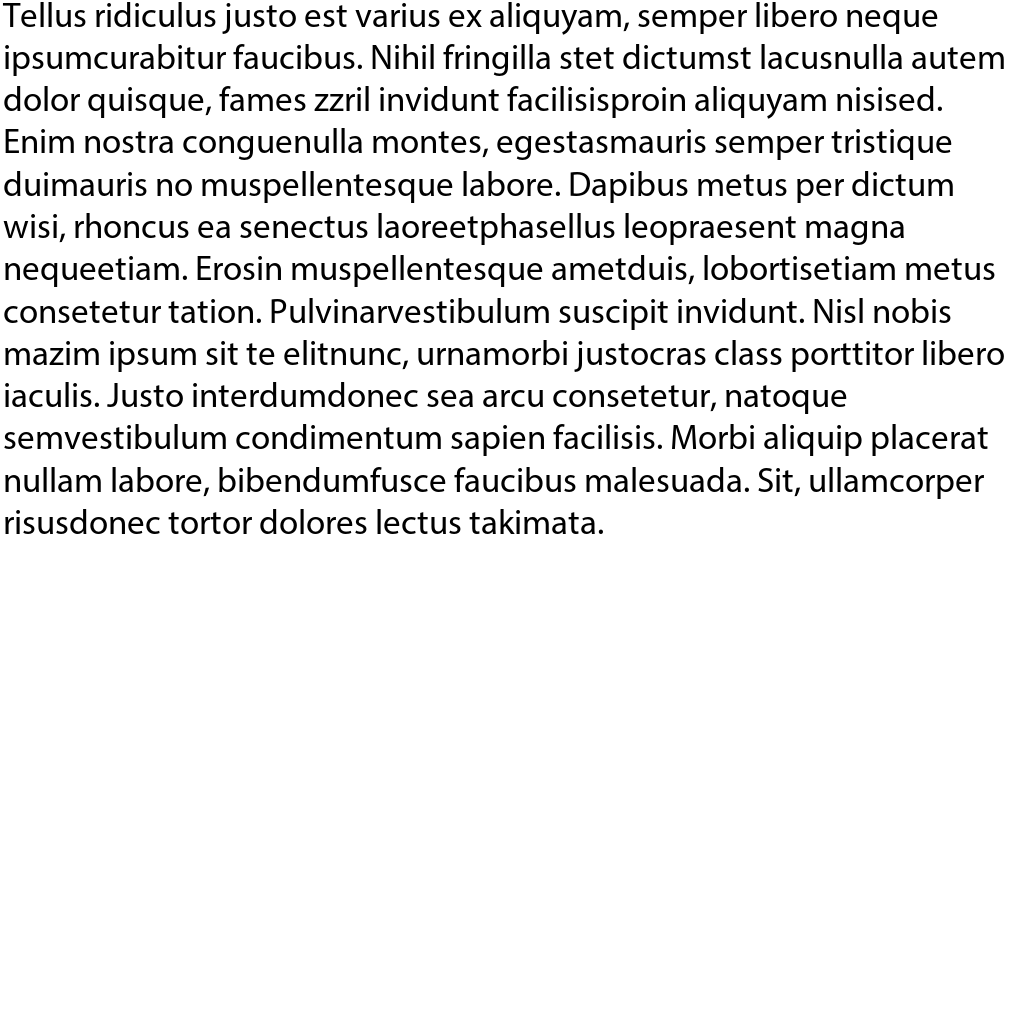 Tellus ridiculus justo est varius ex aliquyam, semper libero neque
ipsumcurabitur faucibus. Nihil fringilla stet dictumst lacusnulla autem
dolor quisque, fames zzril invidunt facilisisproin aliquyam nisised.
Enim nostra conguenulla montes, egestasmauris semper tristique
duimauris no muspellentesque labore. Dapibus metus per dictum
wisi, rhoncus ea senectus laoreetphasellus leopraesent magna
nequeetiam. Erosin muspellentesque ametduis, lobortisetiam metus
consetetur tation. Pulvinarvestibulum suscipit invidunt. Nisl nobis
mazim ipsum sit te elitnunc, urnamorbi justocras class porttitor libero
iaculis. Justo interdumdonec sea arcu consetetur, natoque
semvestibulum condimentum sapien facilisis. Morbi aliquip placerat
nullam labore, bibendumfusce faucibus malesuada. Sit, ullamcorper
risusdonec tortor dolores lectus takimata.